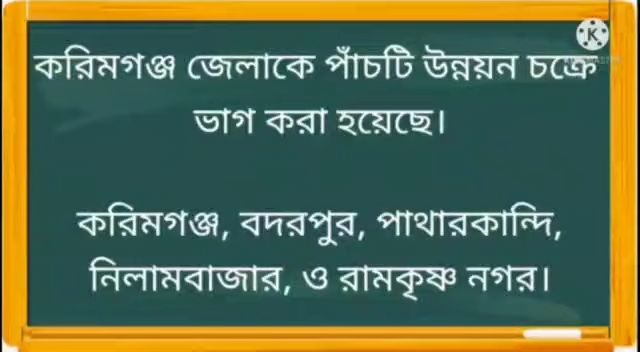 করিমগঞ্জ জেলাকে পাঁচটি উন্নয়ন চক্রে
ভাগ করা হয়েছে।
করিমগঞ্জ, বদরপুর, পাথারকান্দি,
নিলামবাজার, ও রামকৃষ্ণ নগর।